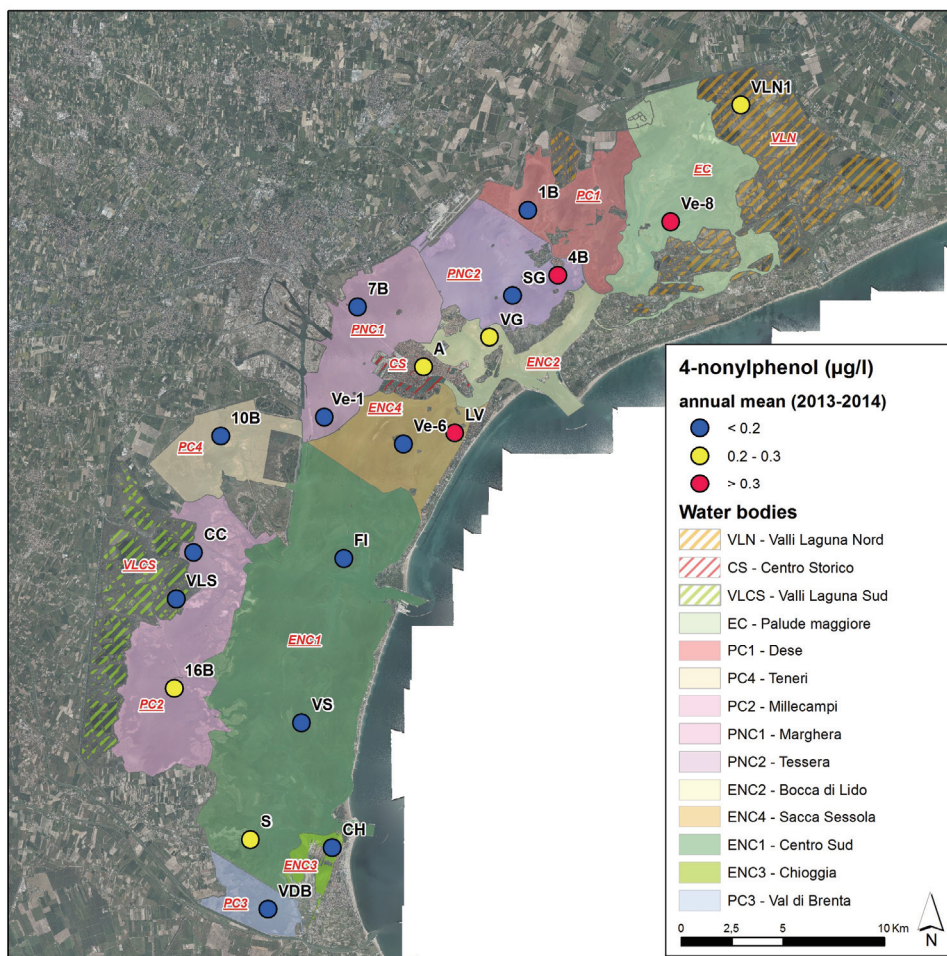 VLN1
VLN
1B
PC1
EC
Ve-8
4B
PNC2
SG
7B
VG
PNC1
A
CS
ENC2
ENC4
LV
Ve-1
Ve-6
10B
PC4
FI
CC
VLCS
VLS
ENC1
16B
PC2
VS
S
CH
ENC3
VDB
PC3
4-nonylphenol (µg/l)
annual mean (2013-2014)
< 0.2
0.2 - 0.3
> 0.3
Water bodies
VLN - Valli Laguna Nord
CS - Centro Storico
VLCS - Valli Laguna Sud
EC - Palude maggiore
PC1 - Dese
PC4 - Teneri
PC2 - Millecampi
PNC1 - Marghera
PNC2 - Tessera
ENC2 - Bocca di Lido
ENC4 - Sacca Sessola
ENC1 - Centro Sud
ENC3 - Chioggia
PC3 - Val di Brenta
N
0 2,5 5 10 Km